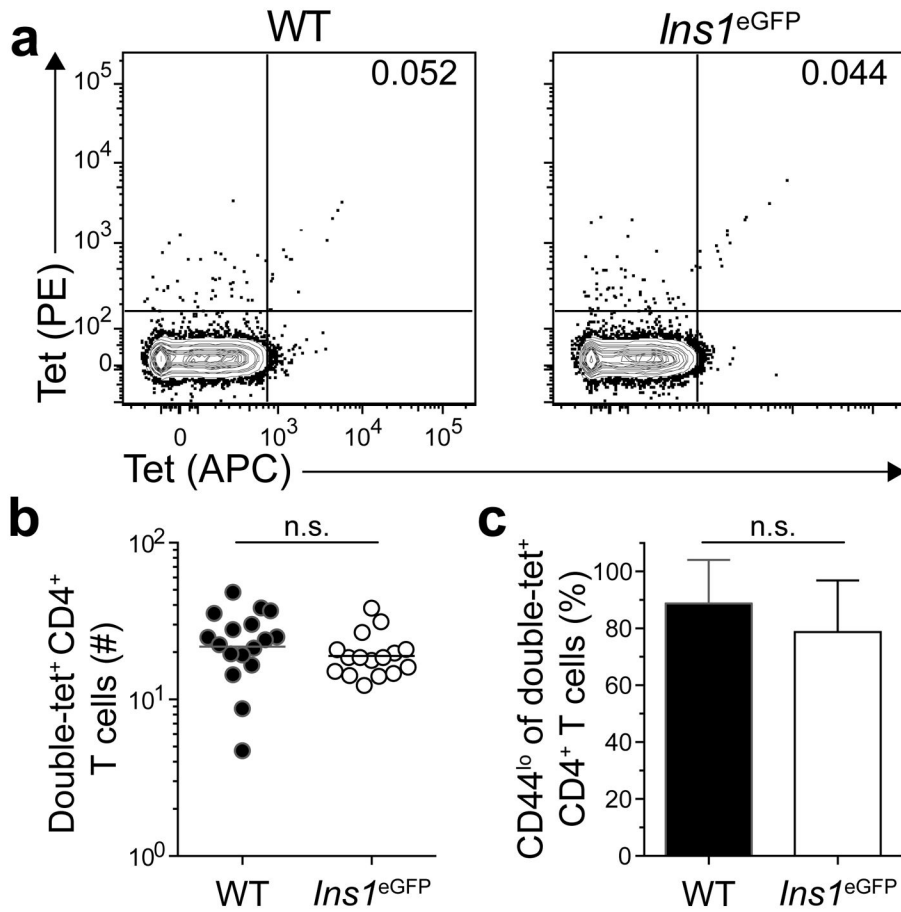 a
WT
Ins1eGFP
0.052
0.044
Tet (PE)
10⁵
10⁴
10³
10²
0
0
10³
10⁴
10⁵
Tet (APC)
b
Double-tet⁺ CD4⁺
T cells (#)
10²
10¹
10⁰
n.s.
WT
Ins1eGFP
c
CD44lo of double-tet⁺
CD4⁺ T cells (%)
100
80
60
40
20
0
n.s.
WT
Ins1eGFP